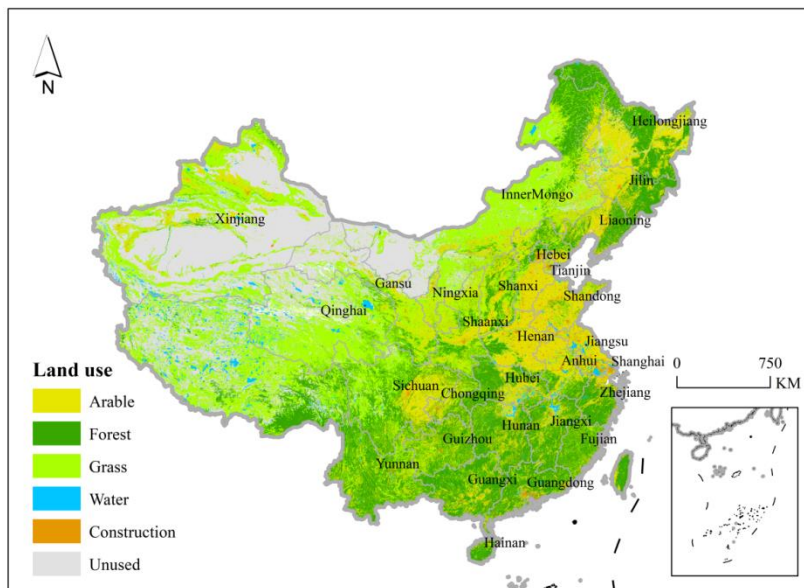 N
Heilongjiang
Jilin
InnerMongo
Liaoning
Xinjiang
Hebei
Tianjin
Gansu
Ningxia
Shanxi
Shandong
Qinghai
Shaanxi
Henan
Jiangsu
Anhui
Shanghai
Hubei
Zhejiang
Sichuan
Chongqing
Hunan
Jiangxi
Guizhou
Fujian
Yunnan
Guangxi
Guangdong
Hainan
0 750
KM
Land use
Arable
Forest
Grass
Water
Construction
Unused